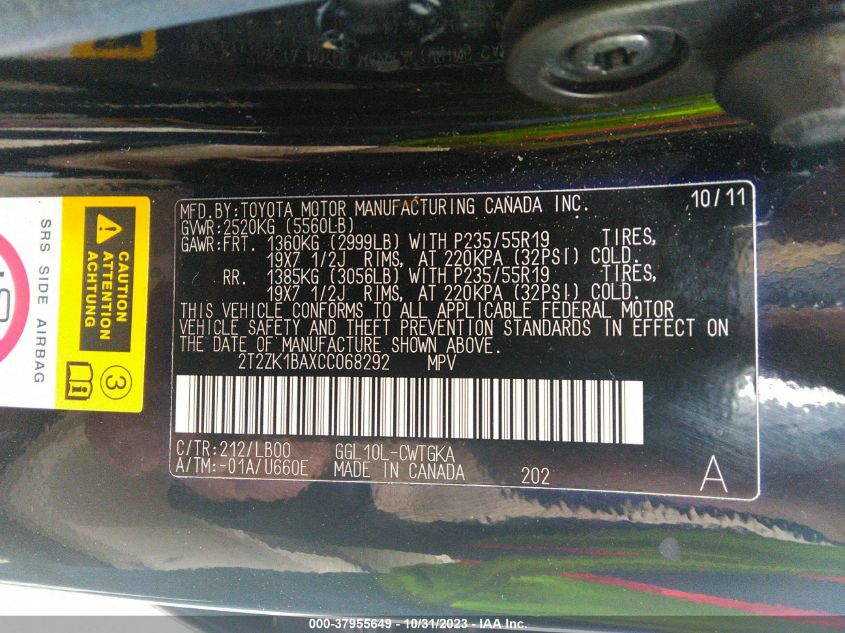 MFD.BY:TOYOTA MOTOR MANUFACTURING CANADA INC. 10/11
GVWR:2520KG (5560LB)
GAWR:FRT. 1360KG (2999LB) WITH P235/55R19 TIRES,
19X7 1/2J RIMS, AT 220KPA (32PSI) COLD.
RR. 1385KG (3056LB) WITH P235/55R19 TIRES,
19X7 1/2J RIMS, AT 220KPA (32PSI) COLD.
THIS VEHICLE CONFORMS TO ALL APPLICABLE FEDERAL MOTOR
VEHICLE SAFETY AND THEFT PREVENTION STANDARDS IN EFFECT ON
THE DATE OF MANUFACTURE SHOWN ABOVE.
2T2ZK1BAXCC068292 MPV
C/TR:212/LB00 GGL10L-CWTGKA
A/TM:-01A/U660E MADE IN CANADA 202 A
SRS SIDE AIRBAG
CAUTION
ATTENTION
ACHTUNG
3
000-37955649 - 10/31/2023 - IAA Inc.